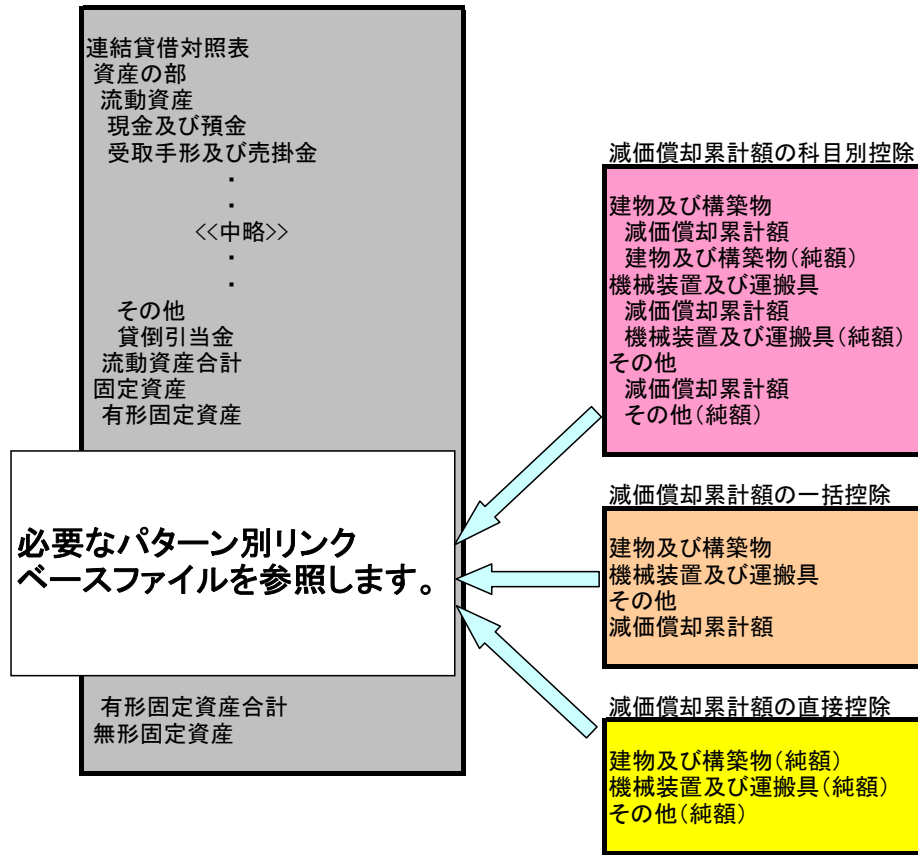 連結貸借対照表
資産の部
流動資産
現金及び預金
受取手形及び売掛金
・
・
<<中略>>
・
・
その他
貸倒引当金
流動資産合計
固定資産
有形固定資産
必要なパターン別リンク
ベースファイルを参照します。
有形固定資産合計
無形固定資産
減価償却累計額の科目別控除
建物及び構築物
減価償却累計額
建物及び構築物(純額)
機械装置及び運搬具
減価償却累計額
機械装置及び運搬具(純額)
その他
減価償却累計額
その他(純額)
減価償却累計額の一括控除
建物及び構築物
機械装置及び運搬具
その他
減価償却累計額
減価償却累計額の直接控除
建物及び構築物(純額)
機械装置及び運搬具(純額)
その他(純額)